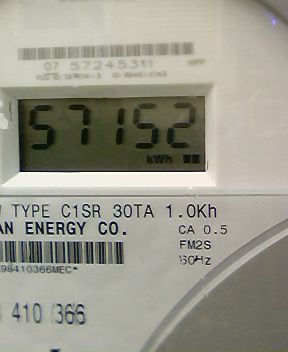 07 57245311
57152
kWh
TYPE C1SR 30TA 1.0Kh
AN ENERGY CO.
CA 0.5
FM2S
60Hz
98410366MEC*
410 366